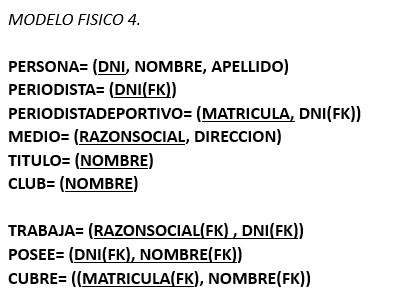 MODELO FISICO 4.
PERSONA= (DNI, NOMBRE, APELLIDO)
PERIODISTA= (DNI(FK))
PERIODISTADEPORTIVO= (MATRICULA, DNI(FK))
MEDIO= (RAZONSOCIAL, DIRECCION)
TITULO= (NOMBRE)
CLUB= (NOMBRE)
TRABAJA= (RAZONSOCIAL(FK) , DNI(FK))
POSEE= (DNI(FK), NOMBRE(FK))
CUBRE= ((MATRICULA(FK), NOMBRE(FK))